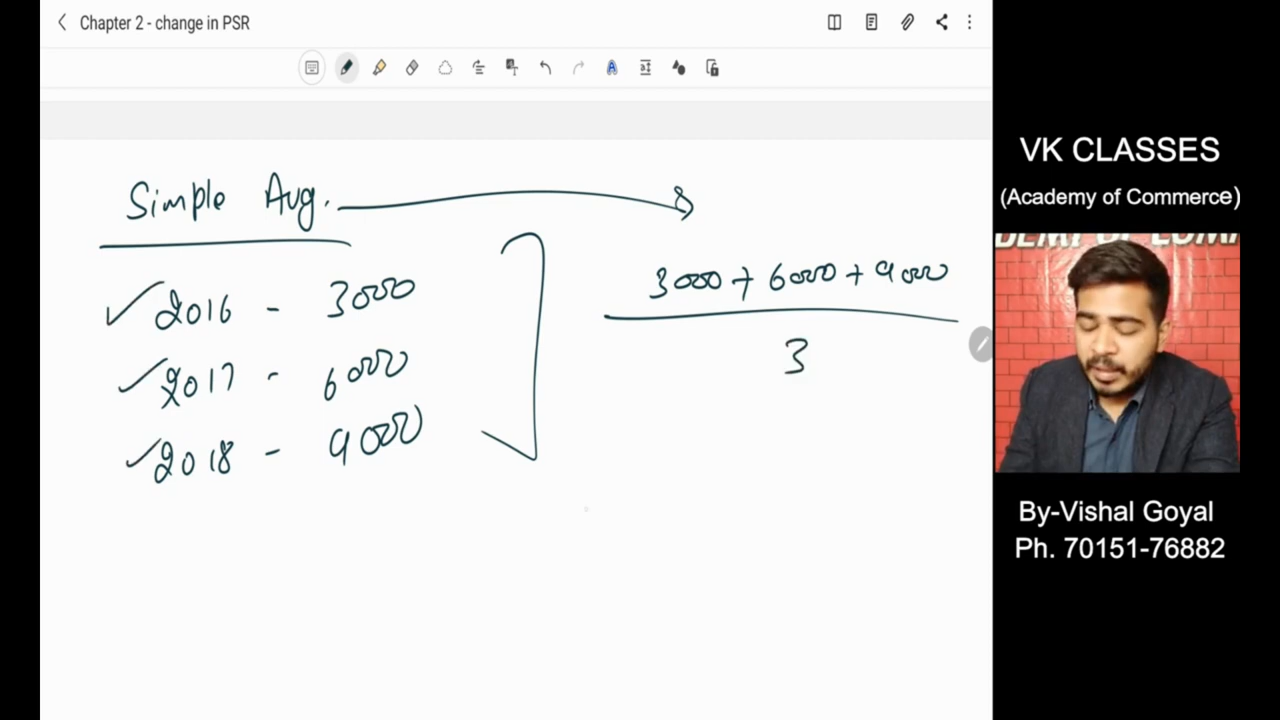 Chapter 2 - change in PSR
Simple Avg.
2016 - 3000
2017 - 6000
2018 - 9000
3000 + 6000 + 9000
3
VK CLASSES
(Academy of Commerce)
By-Vishal Goyal
Ph. 70151-76882